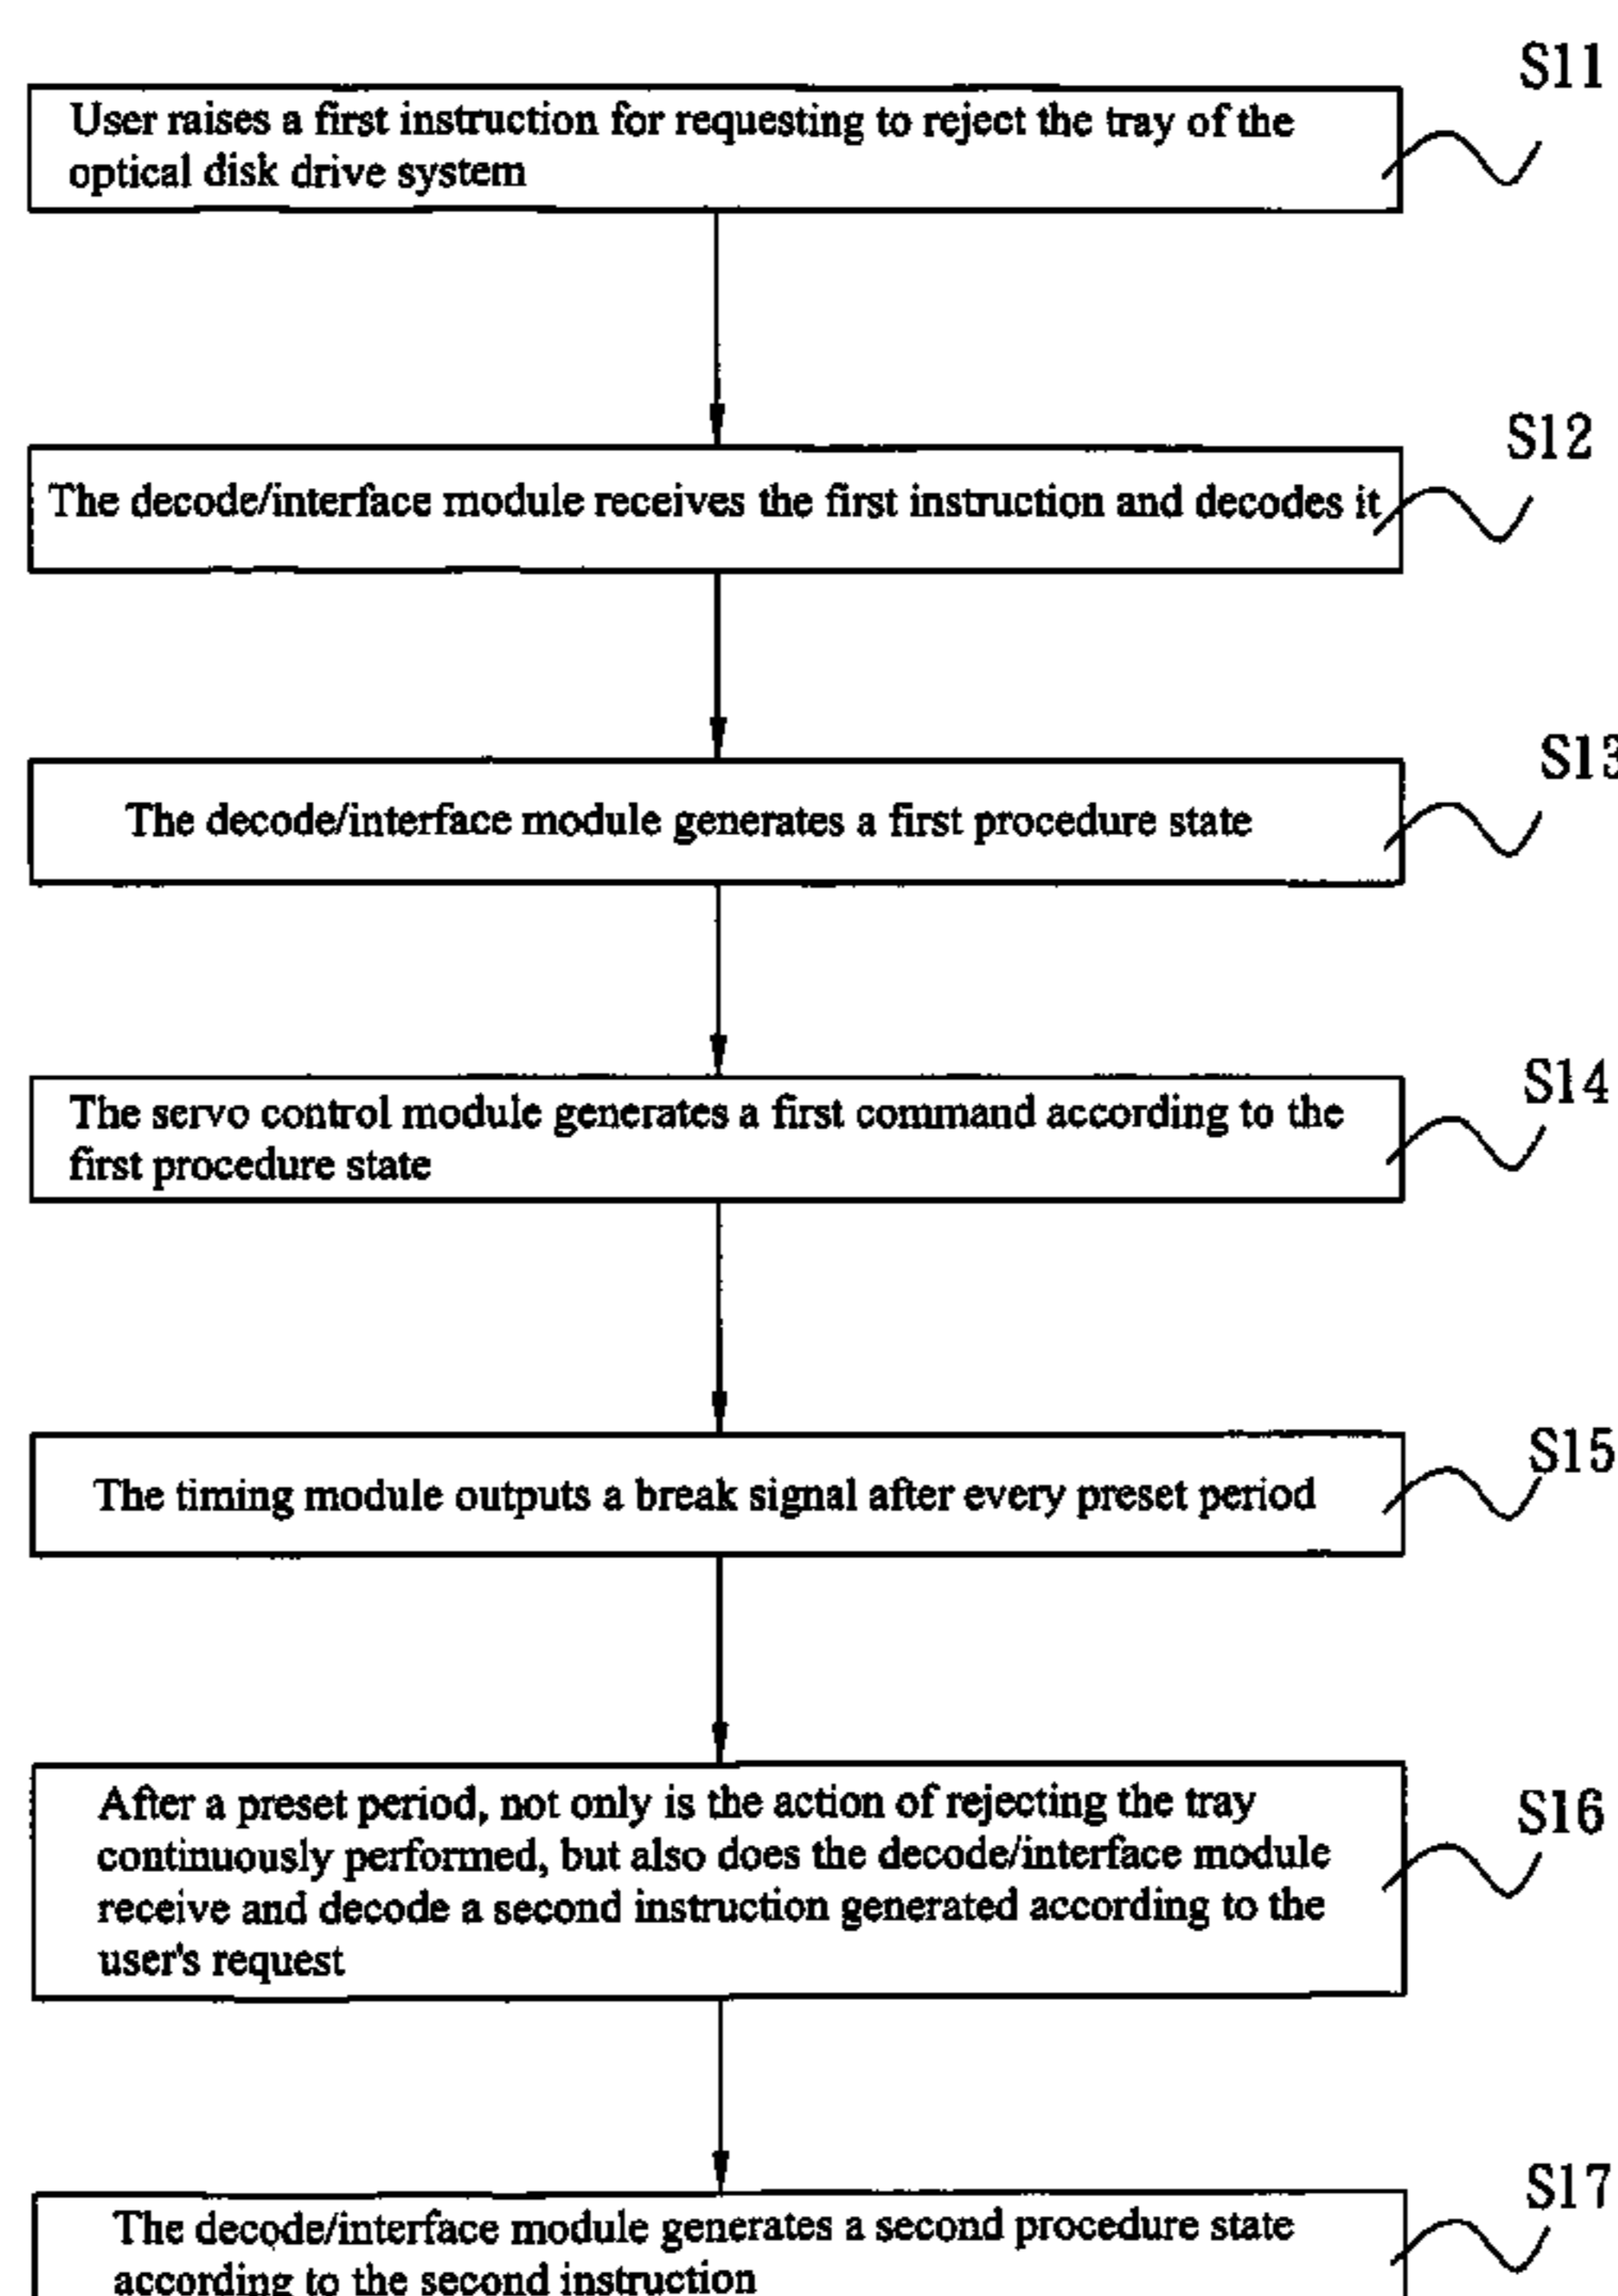 S11
User raises a first instruction for requesting to reject the tray of the
optical disk drive system
S12
The decode/interface module receives the first instruction and decodes it
S13
The decode/interface module generates a first procedure state
S14
The servo control module generates a first command according to the
first procedure state
S15
The timing module outputs a break signal after every preset period
S16
After a preset period, not only is the action of rejecting the tray
continuously performed, but also does the decode/interface module
receive and decode a second instruction generated according to the
user's request
S17
The decode/interface module generates a second procedure state
according to the second instruction